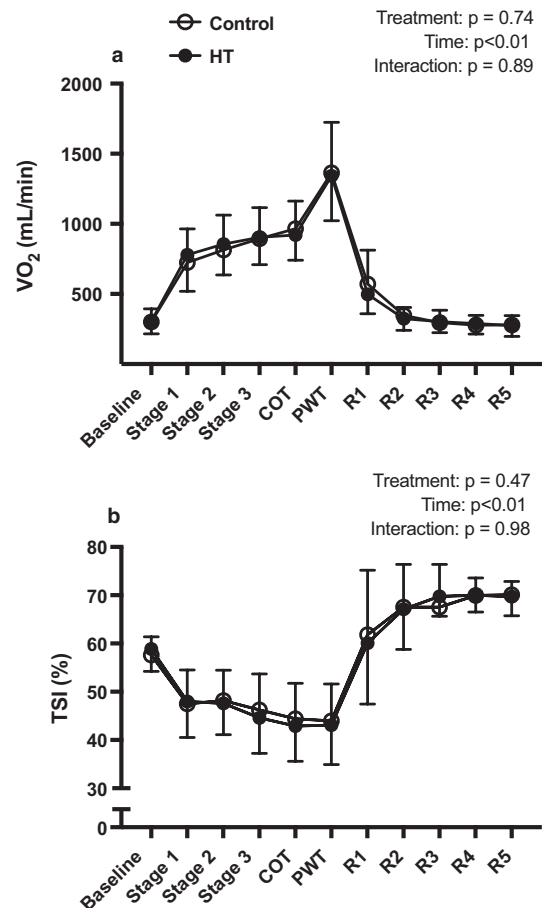 Control
HT
Treatment: p = 0.74
Time: p<0.01
Interaction: p = 0.89
a
2000
1500
1000
500
VO2 (mL/min)
Baseline
Stage 1
Stage 2
Stage 3
COT
PWT
R1
R2
R3
R4
R5
Treatment: p = 0.47
Time: p<0.01
Interaction: p = 0.98
b
80
70
60
50
40
30
0
TSI (%)
Baseline
Stage 1
Stage 2
Stage 3
COT
PWT
R1
R2
R3
R4
R5